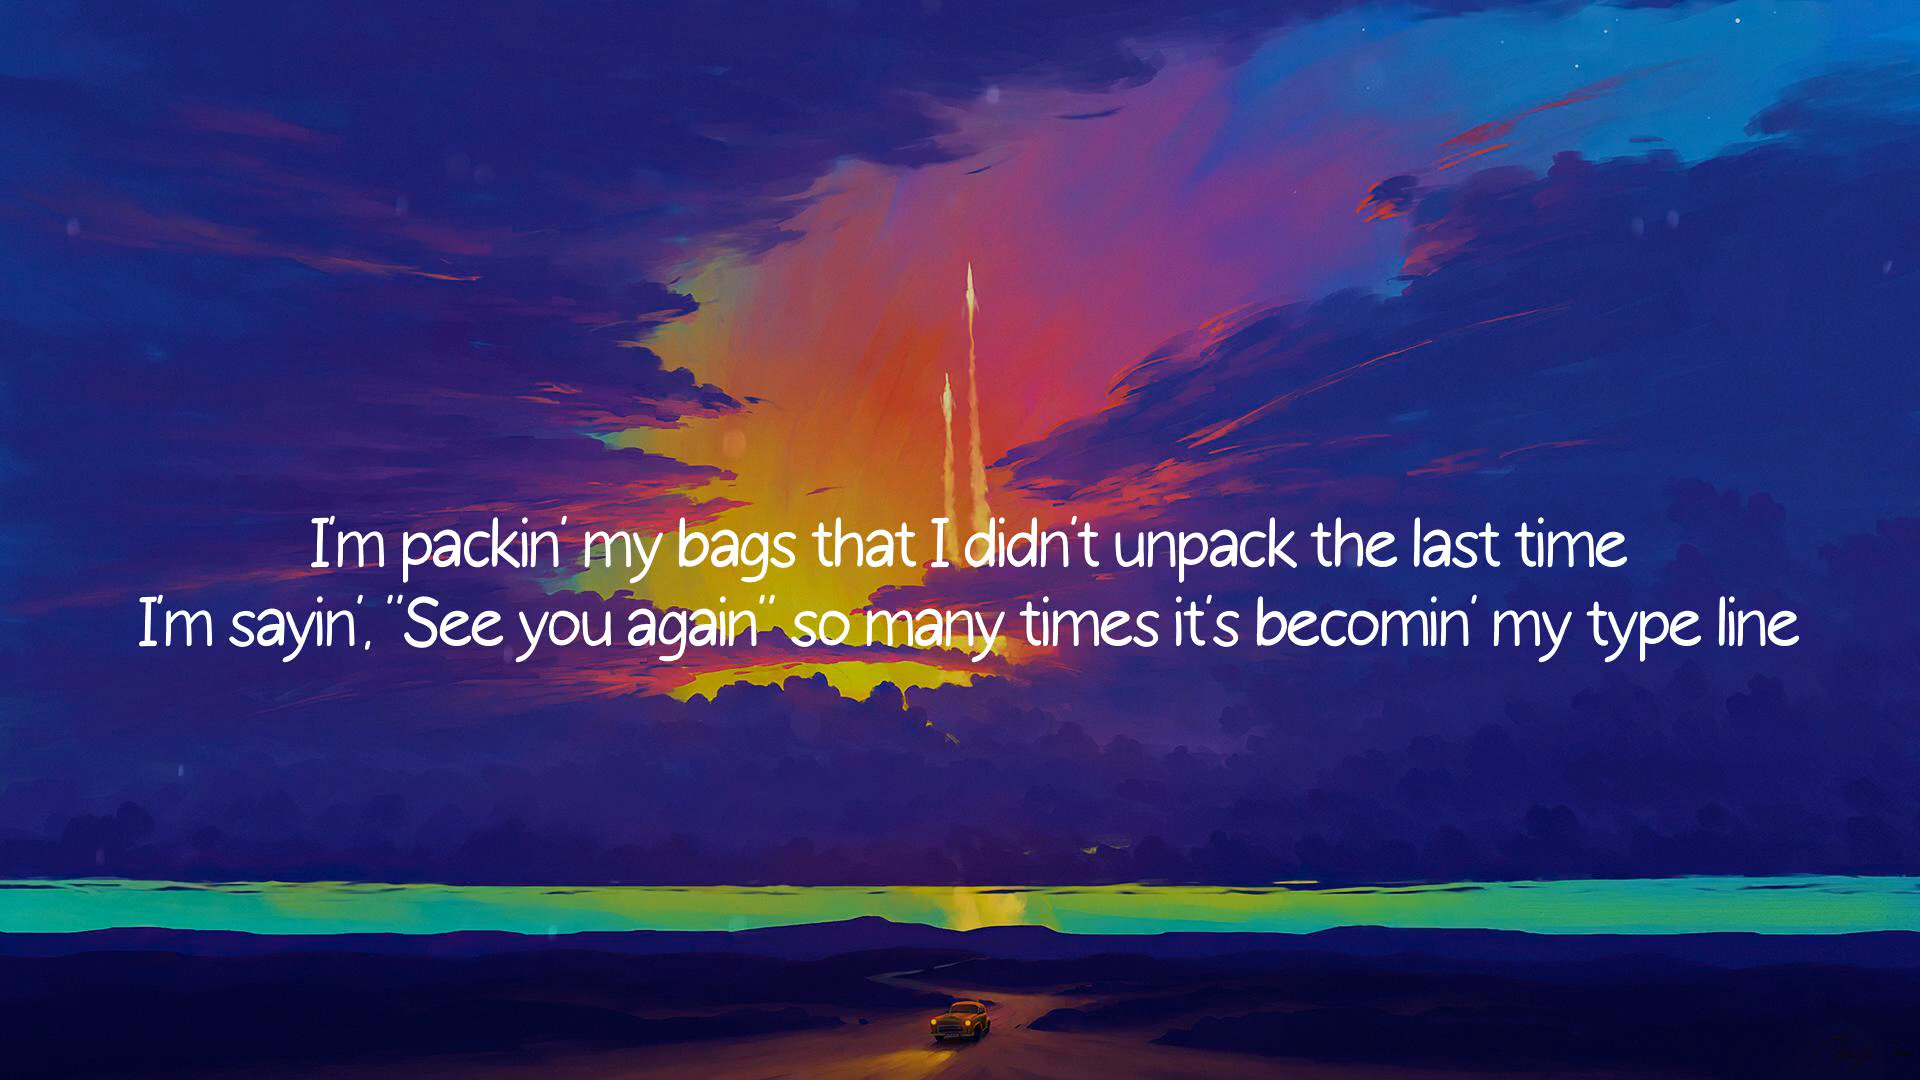 I'm packin' my bags that I didn't unpack the last time
I'm sayin', "See you again" so many times it's becomin' my type line